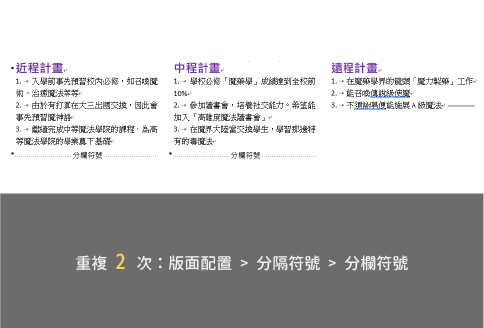 近程計畫
1. → 入學前事先預習校內必修，如召喚魔
術、治療魔法等等
2. → 由於有打算在大三出國交換，因此會
事先預習魔神語
3. → 繼續完成中等魔法學院的課程，為高
等魔法學院的學業奠下基礎
分欄符號
中程計畫
1. → 學校必修「魔藥學」成績達到全校前
10%
2. → 參加讀書會，培養社交能力。希望能
加入「高難度魔法讀書會」
3. → 在魔界大陸當交換學生，學習那邊特
有的毒魔法
分欄符號
遠程計畫
1. → 在魔藥學界的龍頭「魔力製藥」工作
2. → 能召喚傳說級使魔
3. → 不須詠唱便能施展 λ 級魔法
重複 2 次：版面配置 > 分隔符號 > 分欄符號